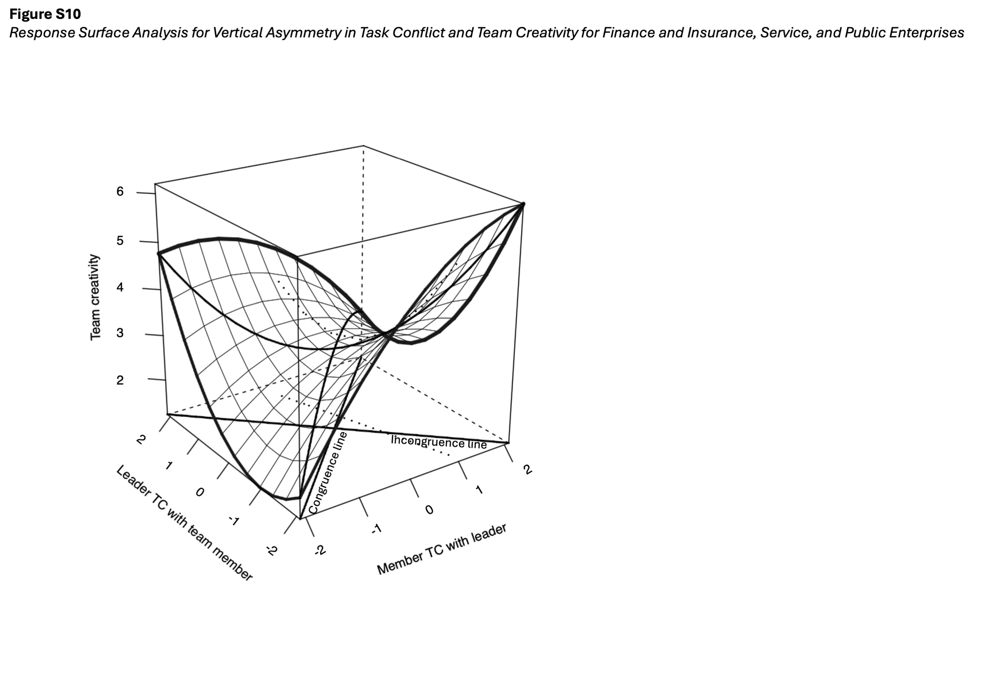 Figure S10
Response Surface Analysis for Vertical Asymmetry in Task Conflict and Team Creativity for Finance and Insurance, Service, and Public Enterprises
6
5
4
3
2
Team creativity
Incongruence line
Congruence line
2
1
0
-1
-2
Leader TC with team member
-2
-1
0
1
2
Member TC with leader